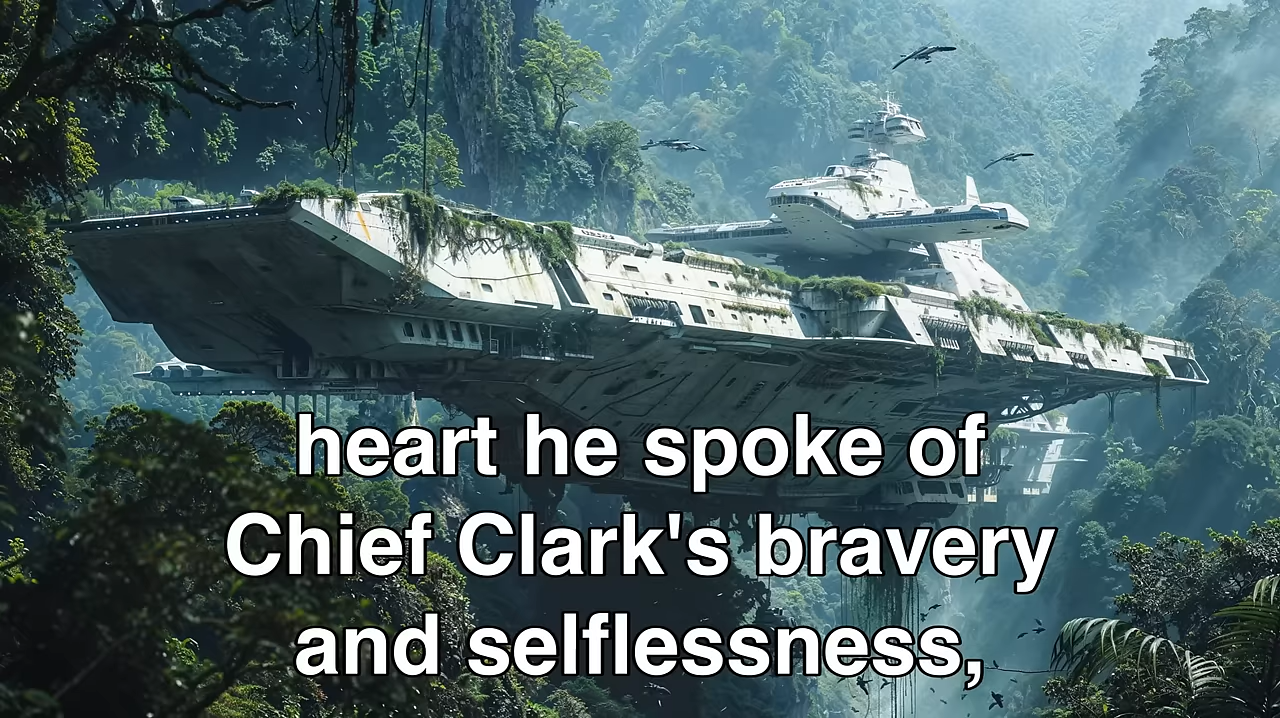 heart he spoke of
Chief Clark's bravery
and selflessness,